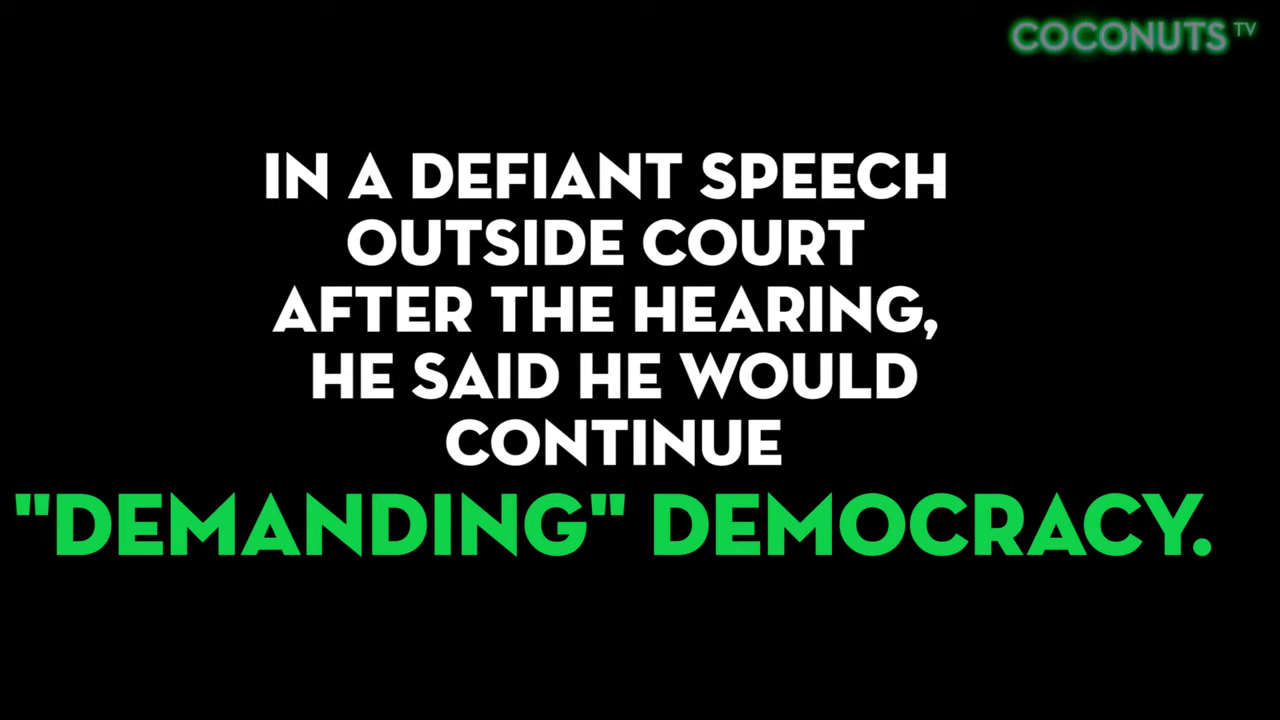 COCONUTS TV
IN A DEFIANT SPEECH
OUTSIDE COURT
AFTER THE HEARING,
HE SAID HE WOULD
CONTINUE
"DEMANDING" DEMOCRACY.